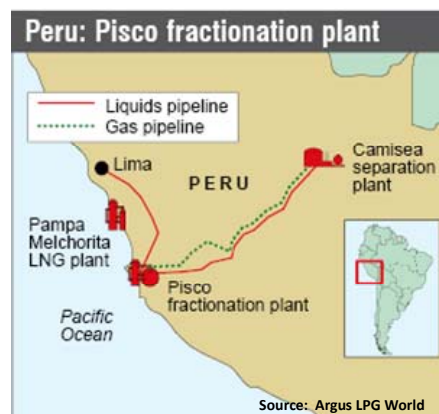 Peru: Pisco fractionation plant
Liquids pipeline
Gas pipeline
Lima
PERU
Camisea
separation
plant
Pampa
Melchorita
LNG plant
Pisco
fractionation plant
Pacific
Ocean
Source: Argus LPG World